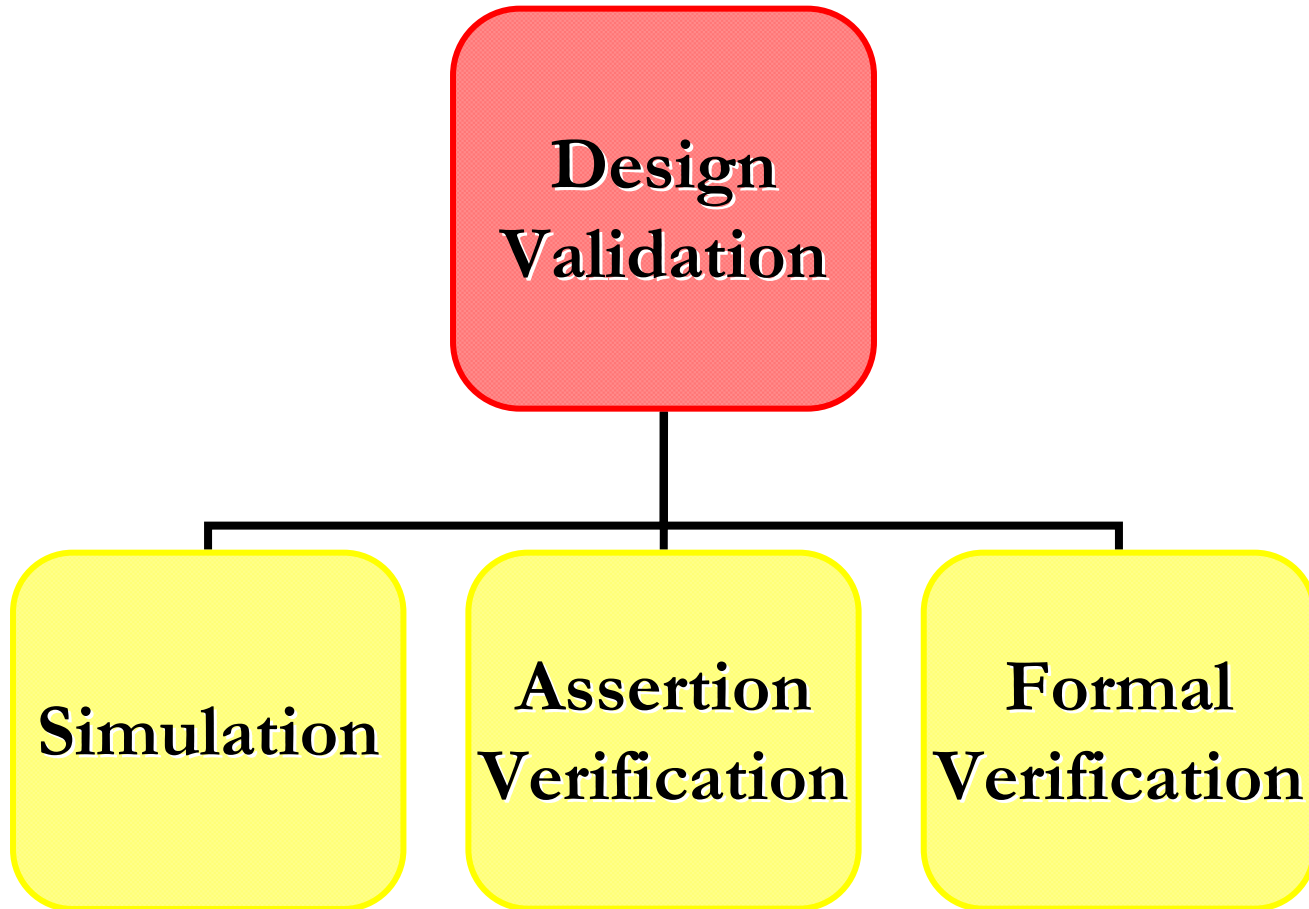 Design
Validation
Simulation
Assertion
Verification
Formal
Verification